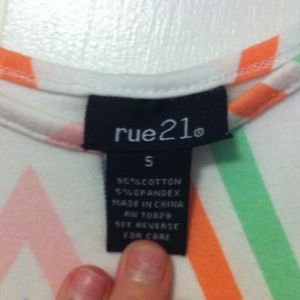 rue21®
S
95% COTTON
5% SPANDEX
MADE IN CHINA
RN 70829
SEE REVERSE
FOR CARE